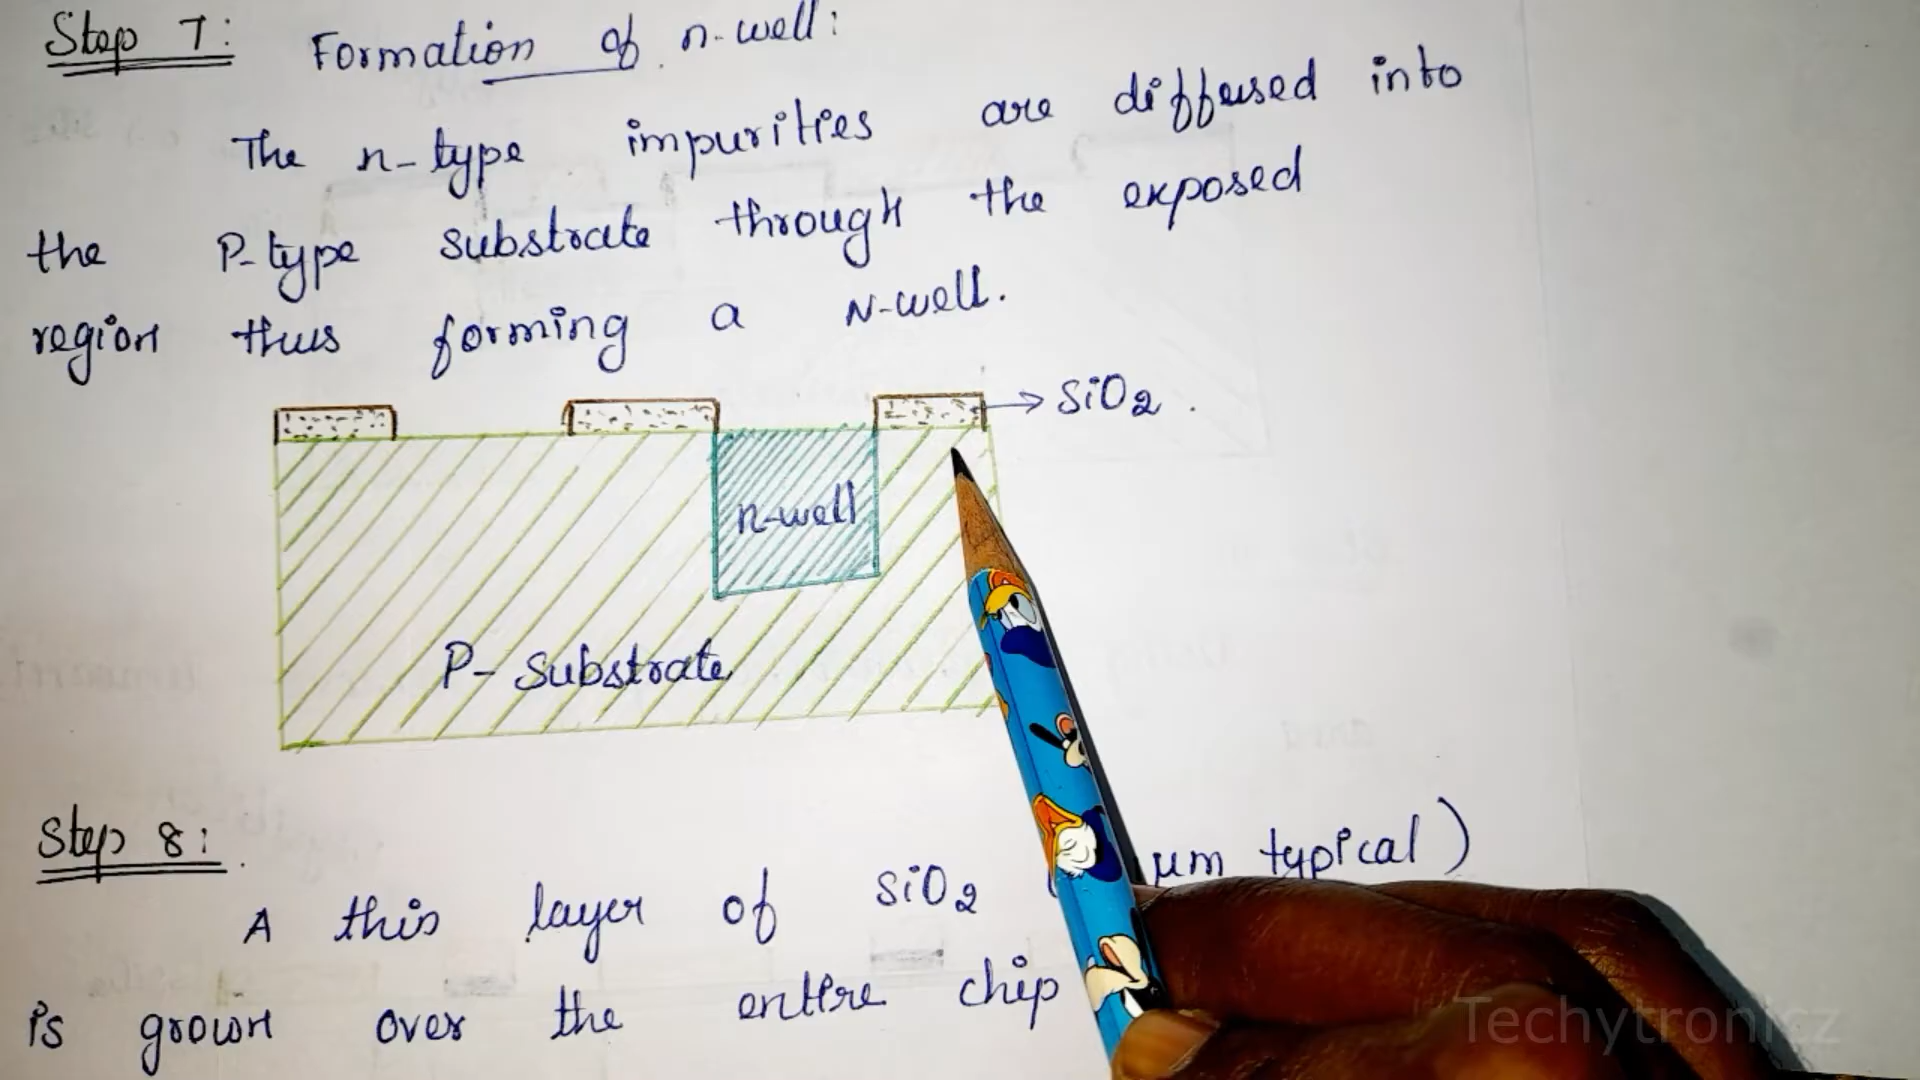 Step 7: Formation of n-well:
The n-type impurities are diffused into
the P-type substrate through the exposed
region thus forming a N-well.
SiO2
n-well
P-Substrate
Step 8:
A this layer of SiO2 μm typical)
is grown over the entire chip
Techytronicz